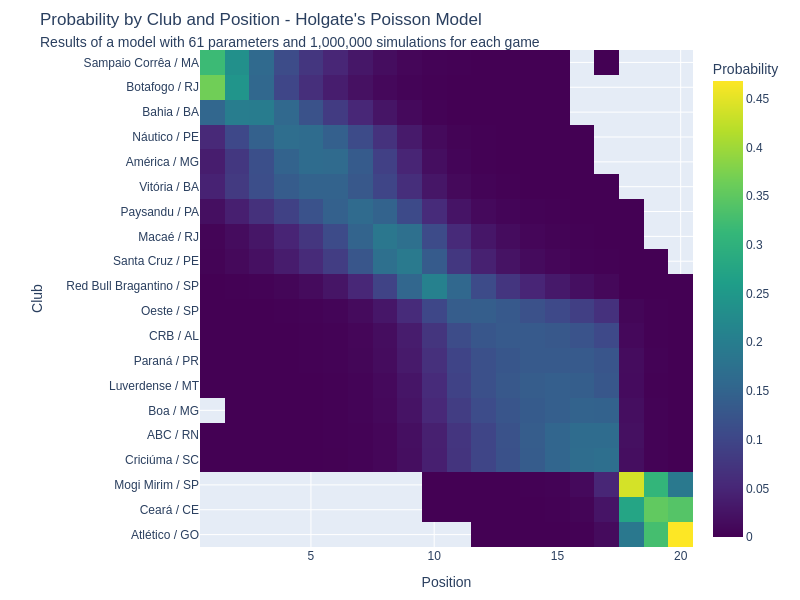 Probability by Club and Position - Holgate's Poisson Model
Results of a model with 61 parameters and 1,000,000 simulations for each game
Probability
Sampaio Corrêa / MA
Botafogo / RJ
Bahia / BA
Náutico / PE
América / MG
Vitória / BA
Paysandu / PA
Macaé / RJ
Santa Cruz / PE
Red Bull Bragantino / SP
Oeste / SP
CRB / AL
Paraná / PR
Luverdense / MT
Boa / MG
ABC / RN
Criciúma / SC
Mogi Mirim / SP
Ceará / CE
Atlético / GO
Club
5
10
15
20
Position
0.45
0.4
0.35
0.3
0.25
0.2
0.15
0.1
0.05
0